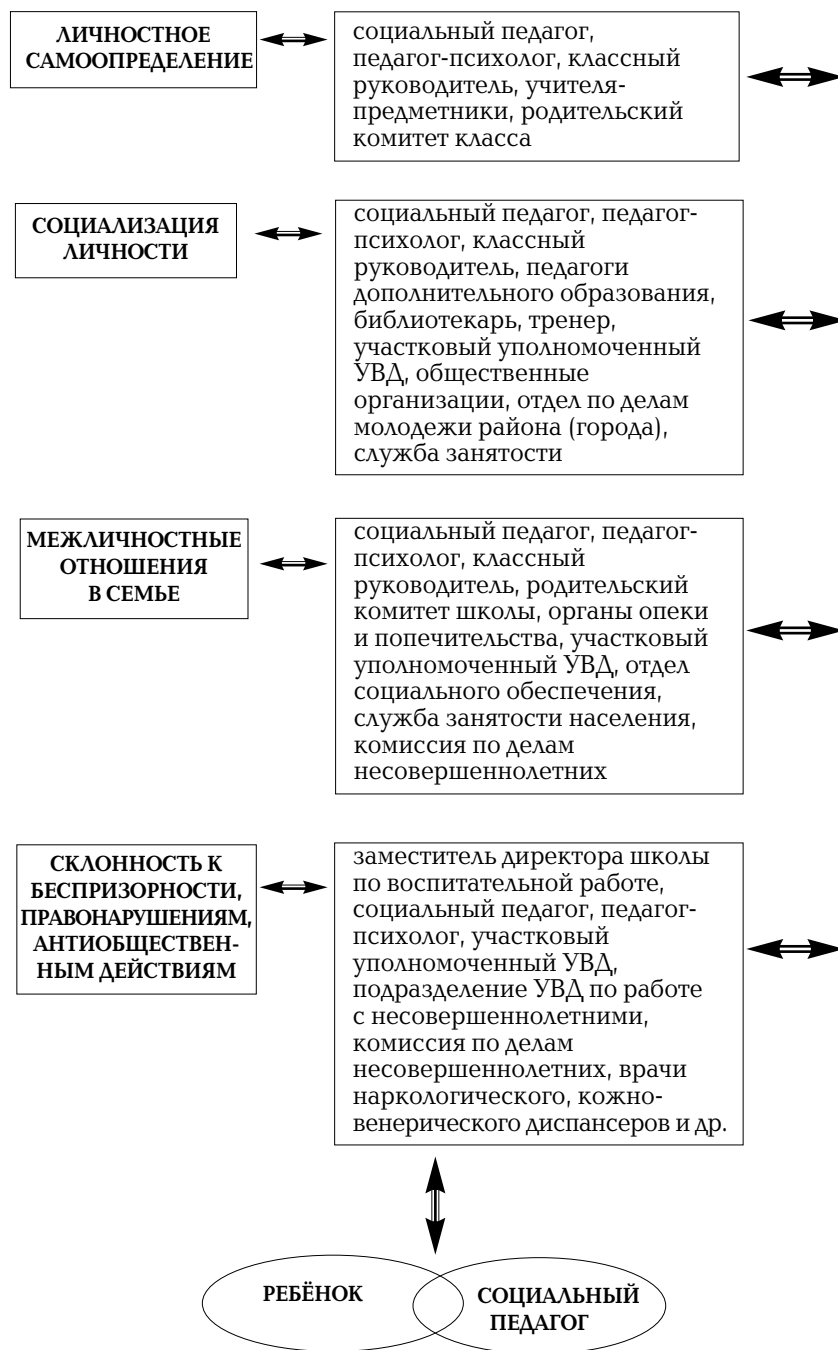 ЛИЧНОСТНОЕ
САМООПРЕДЕЛЕНИЕ
социальный педагог,
педагог-психолог, классный
руководитель, учителя-
предметники, родительский
комитет класса
СОЦИАЛИЗАЦИЯ
ЛИЧНОСТИ
социальный педагог, педагог-
психолог, классный
руководитель, педагоги
дополнительного образования,
библиотекарь, тренер,
участковый уполномоченный
УВД, общественные
организации, отдел по делам
молодежи района (города),
служба занятости
МЕЖЛИЧНОСТНЫЕ
ОТНОШЕНИЯ
В СЕМЬЕ
социальный педагог, педагог-
психолог, классный
руководитель, родительский
комитет школы, органы опеки
и попечительства, участковый
уполномоченный УВД, отдел
социального обеспечения,
служба занятости населения,
комиссия по делам
несовершеннолетних
СКЛОННОСТЬ К
БЕСПРИЗОРНОСТИ,
ПРАВОНАРУШЕНИЯМ,
АНТИОБЩЕСТВЕН-
НЫМ ДЕЙСТВИЯМ
заместитель директора школы
по воспитательной работе,
социальный педагог, педагог-
психолог, участковый
уполномоченный УВД,
подразделение УВД по работе
с несовершеннолетними,
комиссия по делам
несовершеннолетних, врачи
наркологического, кожно-
венерического диспансеров и др.
РЕБЁНОК
СОЦИАЛЬНЫЙ
ПЕДАГОГ